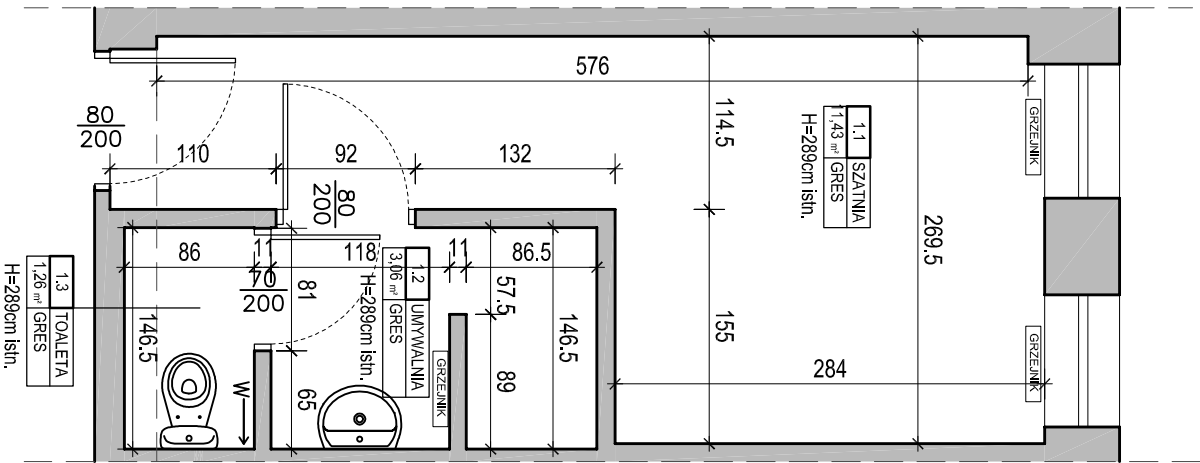 576
80
200
110
92
132
114.5
1.1 SZATNIA
11,43 m² GRES
H=289cm istn.
GRZEJNIK
269.5
80
200
86
11
118
11
86.5
70
200
81
1.2 UMYWALNIA
3,06 m² GRES
H=289cm istn.
57.5
146.5
155
284
GRZEJNIK
GRZEJNIK
1.3 TOALETA
1,26 m² GRES
H=289cm istn.
146.5
W
65
89